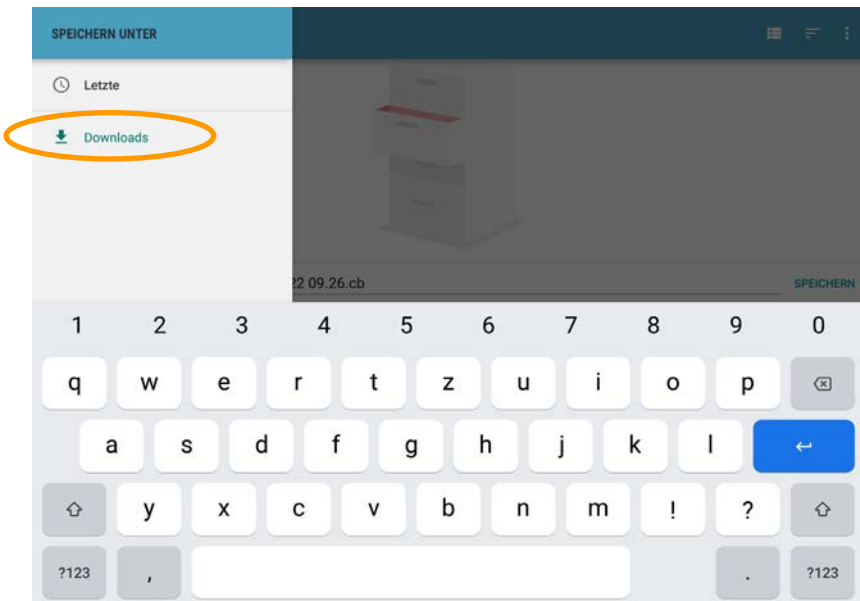 SPEICHERN UNTER
Letzte
Downloads
22 09.26.cb
SPEICHERN
1 2 3 4 5 6 7 8 9 0
q w e r t z u i o p
a s d f g h j k l
y x c v b n m ! ?
?123 , . ?123